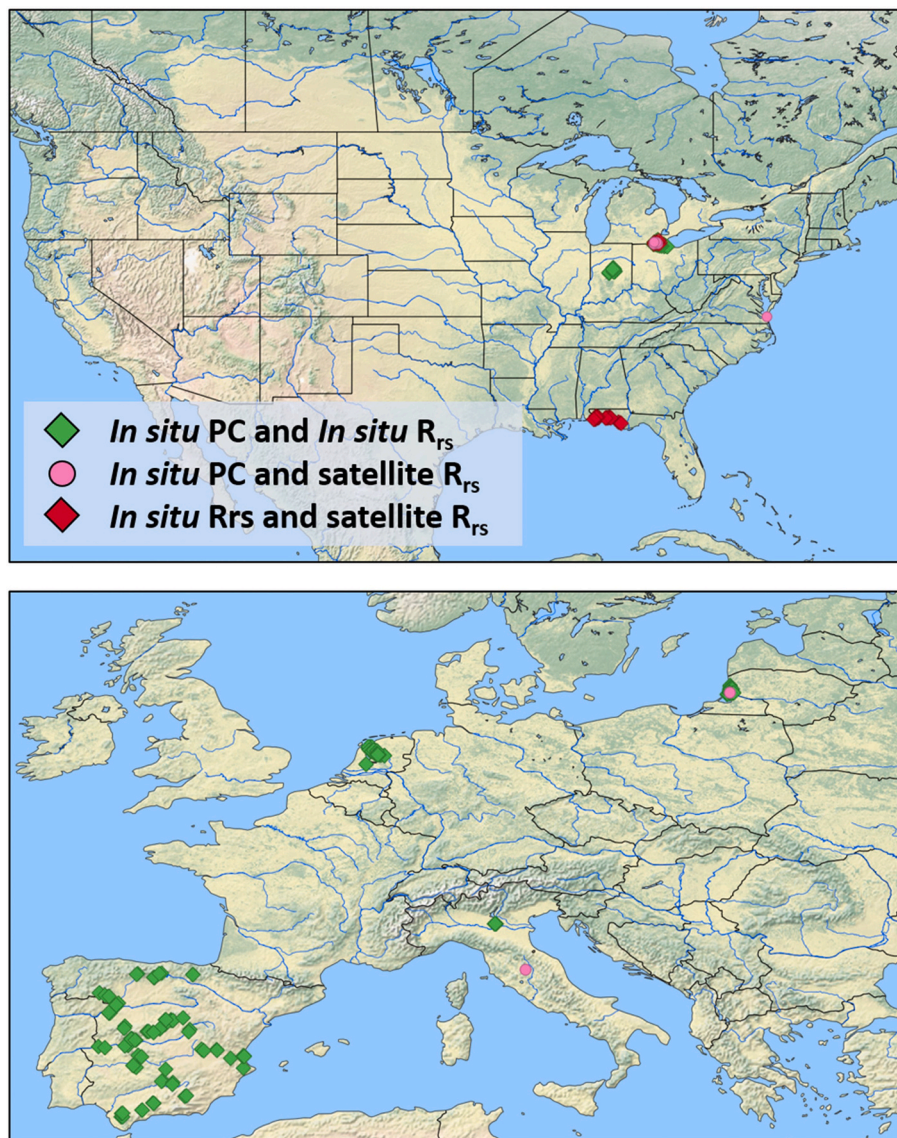 In situ PC and In situ Rrs
In situ PC and satellite Rrs
In situ Rrs and satellite Rrs